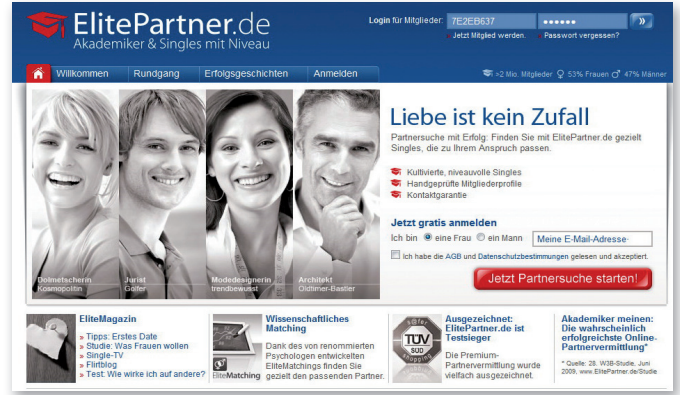 ElitePartner.de
Akademiker & Singles mit Niveau
Login für Mitglieder: 7E2EB637
Jetzt Mitglied werden. Passwort vergessen?
Willkommen Rundgang Erfolgsgeschichten Anmelden
>2 Mio. Mitglieder 53% Frauen 47% Männer
Liebe ist kein Zufall
Partnersuche mit Erfolg: Finden Sie mit ElitePartner.de gezielt
Singles, die zu Ihrem Anspruch passen.
Kultivierte, niveauvolle Singles
Handgeprüfte Mitgliederprofile
Kontaktgarantie
Jetzt gratis anmelden
Ich bin eine Frau ein Mann Meine E-Mail-Adresse
Ich habe die AGB und Datenschutzbestimmungen gelesen und akzeptiert.
Jetzt Partnersuche starten!
Dolmetscherin
Kosmopolitin
Jurist
Golfer
Modedesignerin
trendbewusst
Architekt
Oldtimer-Bastler
EliteMagazin
» Tipps: Erstes Date
» Studie: Was Frauen wollen
» Single-TV
» Flirtblog
» Test: Wie wirke ich auf andere?
EliteMatching
Wissenschaftliches
Matching
Dank des von renommierten
Psychologen entwickelten
EliteMatchings finden Sie
gezielt den passenden Partner.
s@fer
TÜV
SÜD
shopping
Ausgezeichnet:
ElitePartner.de ist
Testsieger
Die Premium-
Partnervermittlung wurde
vielfach ausgezeichnet.
Akademiker meinen:
Die wahrscheinlich
erfolgreichste Online-
Partnervermittlung*
* Quelle: 28. W3B-Studie, Juni
2009, www.ElitePartner.de/Studie